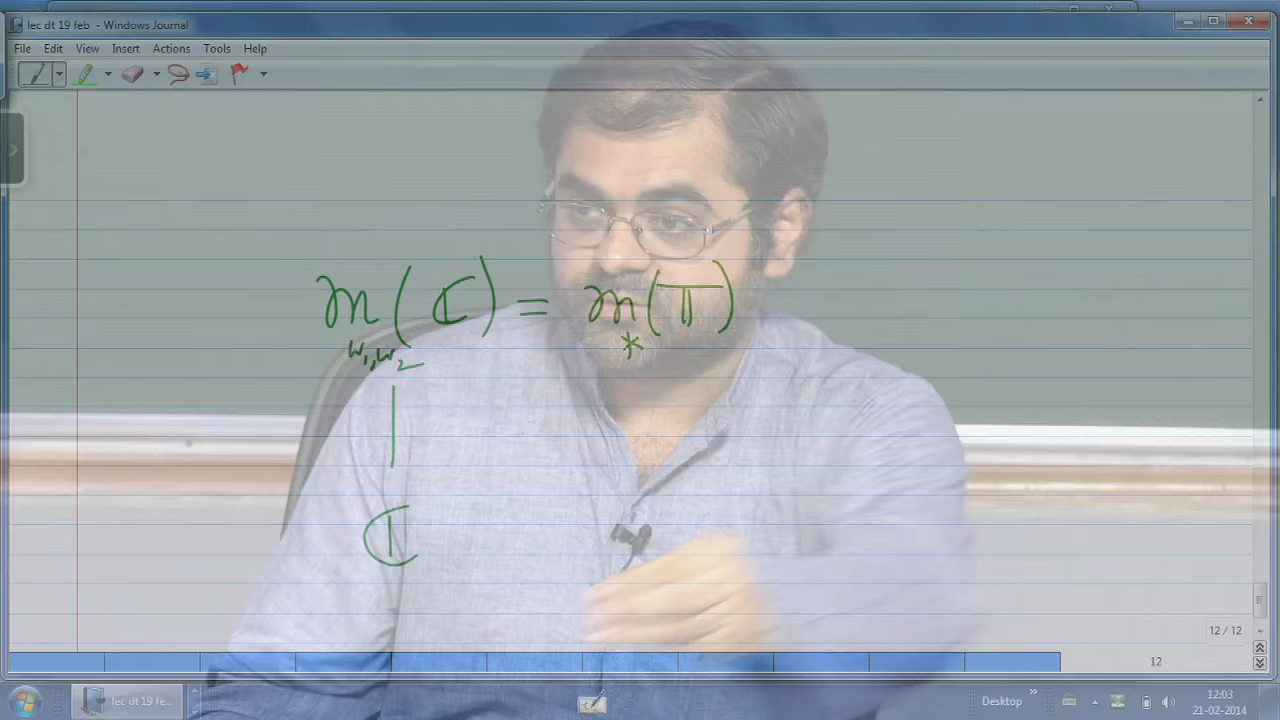 lec dt 19 feb - Windows Journal
File Edit View Insert Actions Tools Help
m(ℂ) = m(𝕋)
w₁,w₂ *
ℂ
12 / 12
12
lec dt 19 fe...
Desktop
12:03
21-02-2014